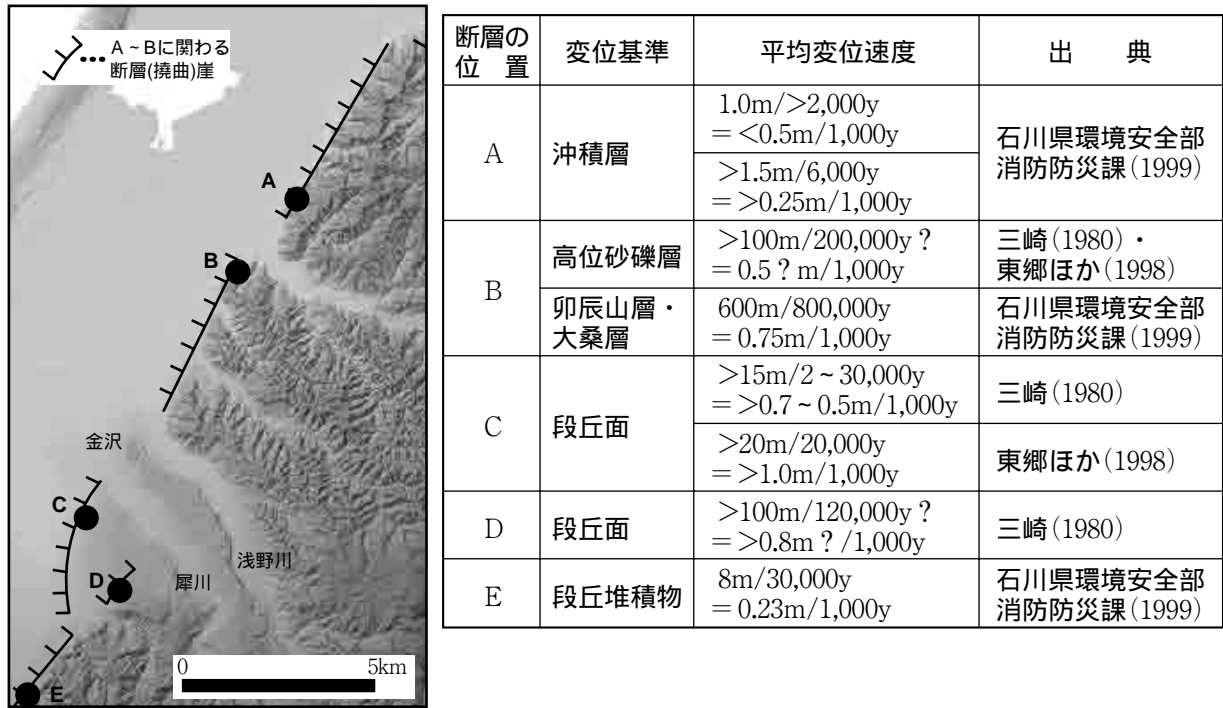 A ~ Bに関わる
断層(撓曲)崖
A
B
金沢
C
浅野川
D
犀川
0 5km
E
断層の
位 置
変位基準
平均変位速度
出 典
A
沖積層
1.0m/>2,000y
=<0.5m/1,000y
>1.5m/6,000y
=>0.25m/1,000y
石川県環境安全部
消防防災課(1999)
B
高位砂礫層
>100m/200,000y?
=0.5?m/1,000y
三崎(1980)・
東郷ほか(1998)
卯辰山層・
大桑層
600m/800,000y
=0.75m/1,000y
石川県環境安全部
消防防災課(1999)
C
段丘面
>15m/2~30,000y
=>0.7~0.5m/1,000y
三崎(1980)
>20m/20,000y
=>1.0m/1,000y
東郷ほか(1998)
D
段丘面
>100m/120,000y?
=>0.8m?/1,000y
三崎(1980)
E
段丘堆積物
8m/30,000y
=0.23m/1,000y
石川県環境安全部
消防防災課(1999)